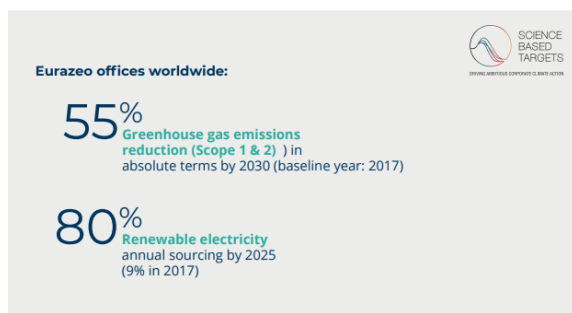 SCIENCE
BASED
TARGETS
DRIVING AMBITIOUS CORPORATE CLIMATE ACTION
Eurazeo offices worldwide:
55%
Greenhouse gas emissions
reduction (Scope 1 & 2) ) in
absolute terms by 2030 (baseline year: 2017)
80%
Renewable electricity
annual sourcing by 2025
(9% in 2017)